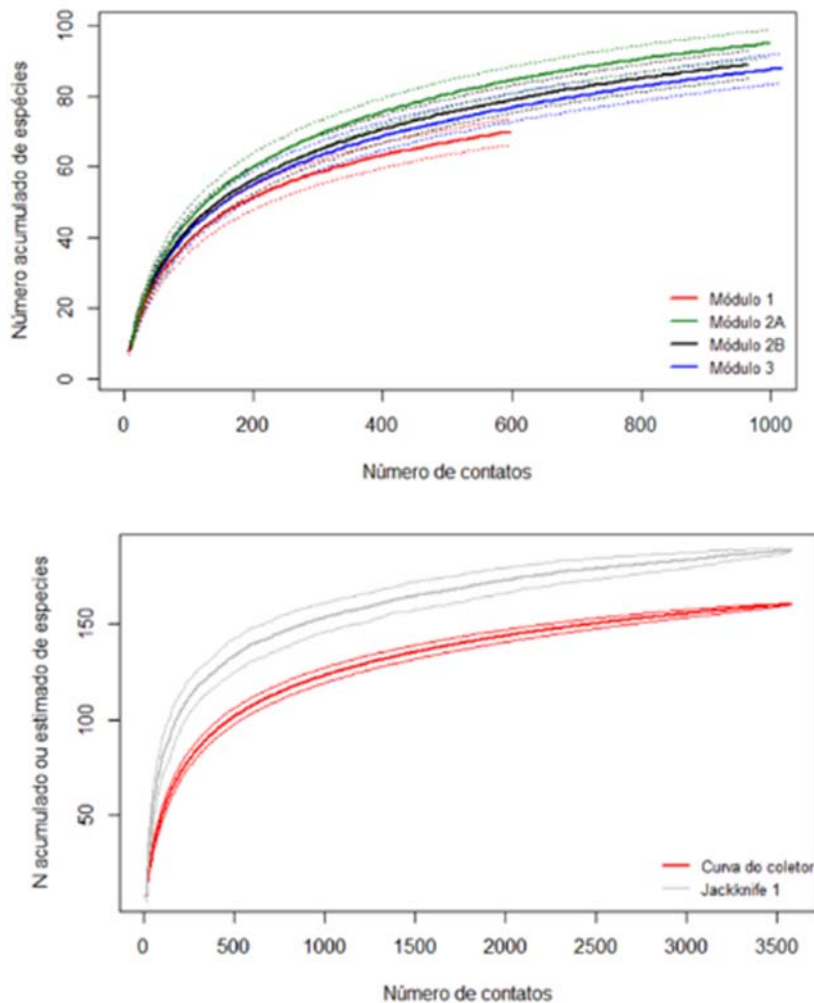 Número acumulado de espécies
100
80
60
40
20
0
Módulo 1
Módulo 2A
Módulo 2B
Módulo 3
0 200 400 600 800 1000
Número de contatos
N acumulado ou estimado de espécies
150
100
50
Curva do coletor
Jackknife 1
0 500 1000 1500 2000 2500 3000 3500
Número de contatos